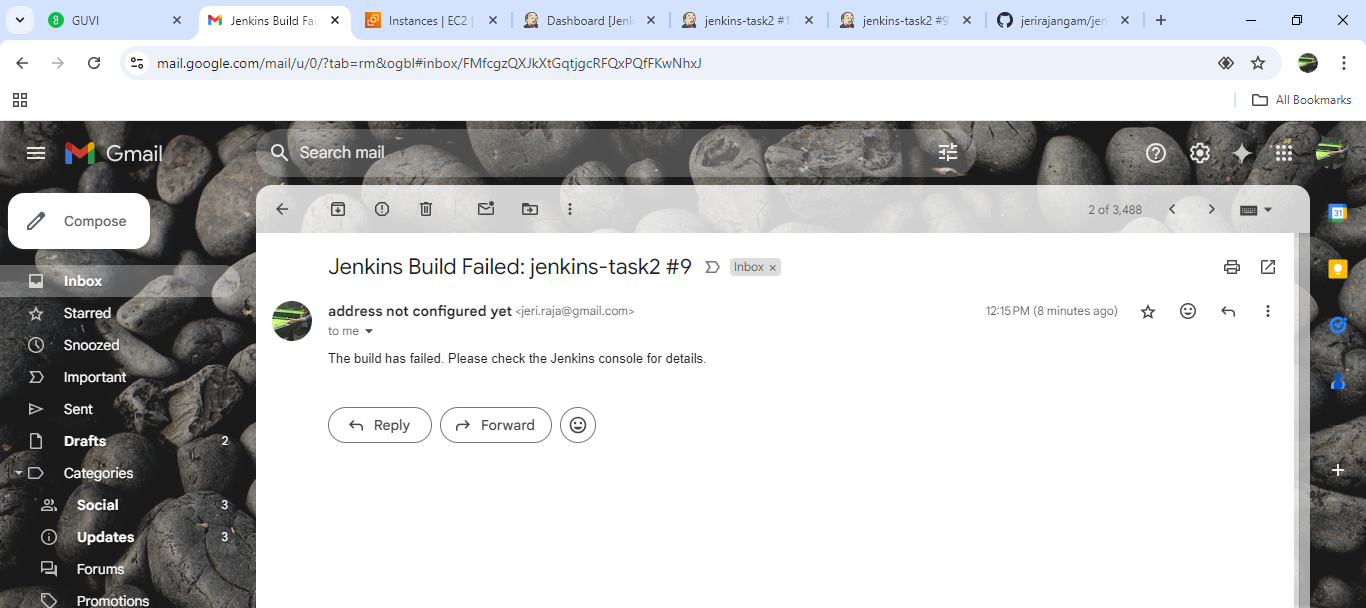 GUVI
Jenkins Build Fai
Instances | EC2 |
Dashboard [Jenk
jenkins-task2 #1
jenkins-task2 #9
jerirajangam/jen
mail.google.com/mail/u/0/?tab=rm&ogbl#inbox/FMfcgzQXJkXtGqtjgcRFQxPQfFKwNhxJ
All Bookmarks
Gmail
Search mail
Compose
2 of 3,488
31
Jenkins Build Failed: jenkins-task2 #9
Inbox ×
Inbox
address not configured yet <jeri.raja@gmail.com>
12:15 PM (8 minutes ago)
Starred
to me
Snoozed
The build has failed. Please check the Jenkins console for details.
Important
Sent
Reply
Forward
Drafts 2
Categories
Social 3
Updates 3
Forums
Promotions